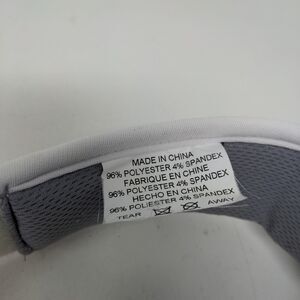 MADE IN CHINA
96% POLYESTER 4% SPANDEX
FABRIQUE EN CHINE
96% POLYESTER 4% SPANDEX
HECHO EN CHINA
96% POLIESTER 4% SPANDEX
TEAR AWAY